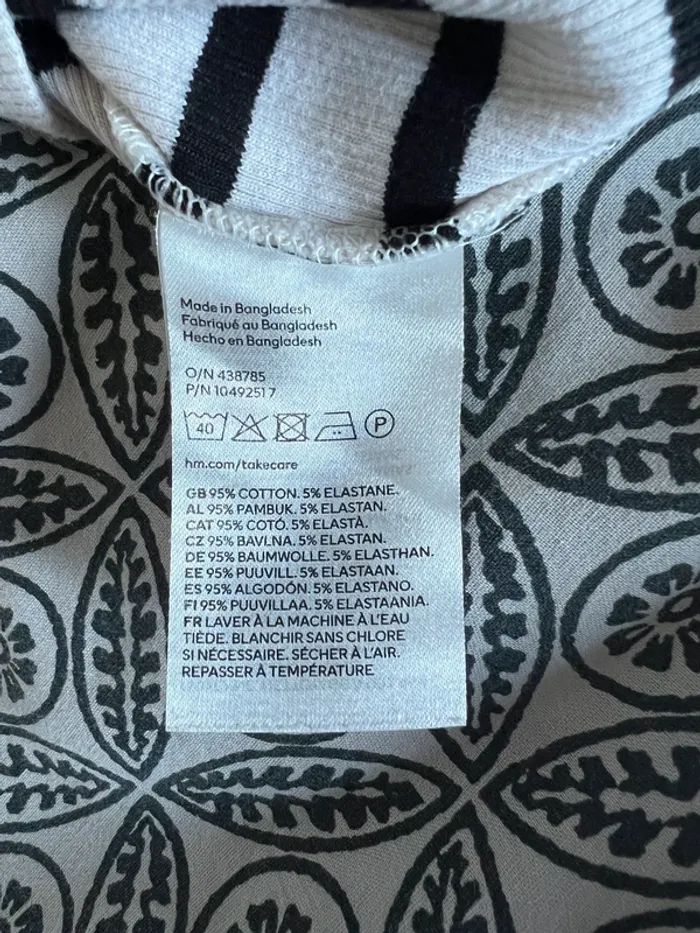 Made in Bangladesh
Fabriqué au Bangladesh
Hecho en Bangladesh
O/N 438785
P/N 1049251 7
40 P
hm.com/takecare
GB 95% COTTON. 5% ELASTANE.
AL 95% PAMBUK. 5% ELASTAN.
CAT 95% COTÓ. 5% ELASTÀ.
CZ 95% BAVLNA. 5% ELASTAN.
DE 95% BAUMWOLLE. 5% ELASTHAN.
EE 95% PUUVILL. 5% ELASTAAN.
ES 95% ALGODÓN. 5% ELASTANO.
FI 95% PUUVILLAA. 5% ELASTAANIA.
FR LAVER À LA MACHINE À L'EAU
TIÈDE. BLANCHIR SANS CHLORE
SI NÉCESSAIRE. SÉCHER À L'AIR.
REPASSER À TEMPÉRATURE